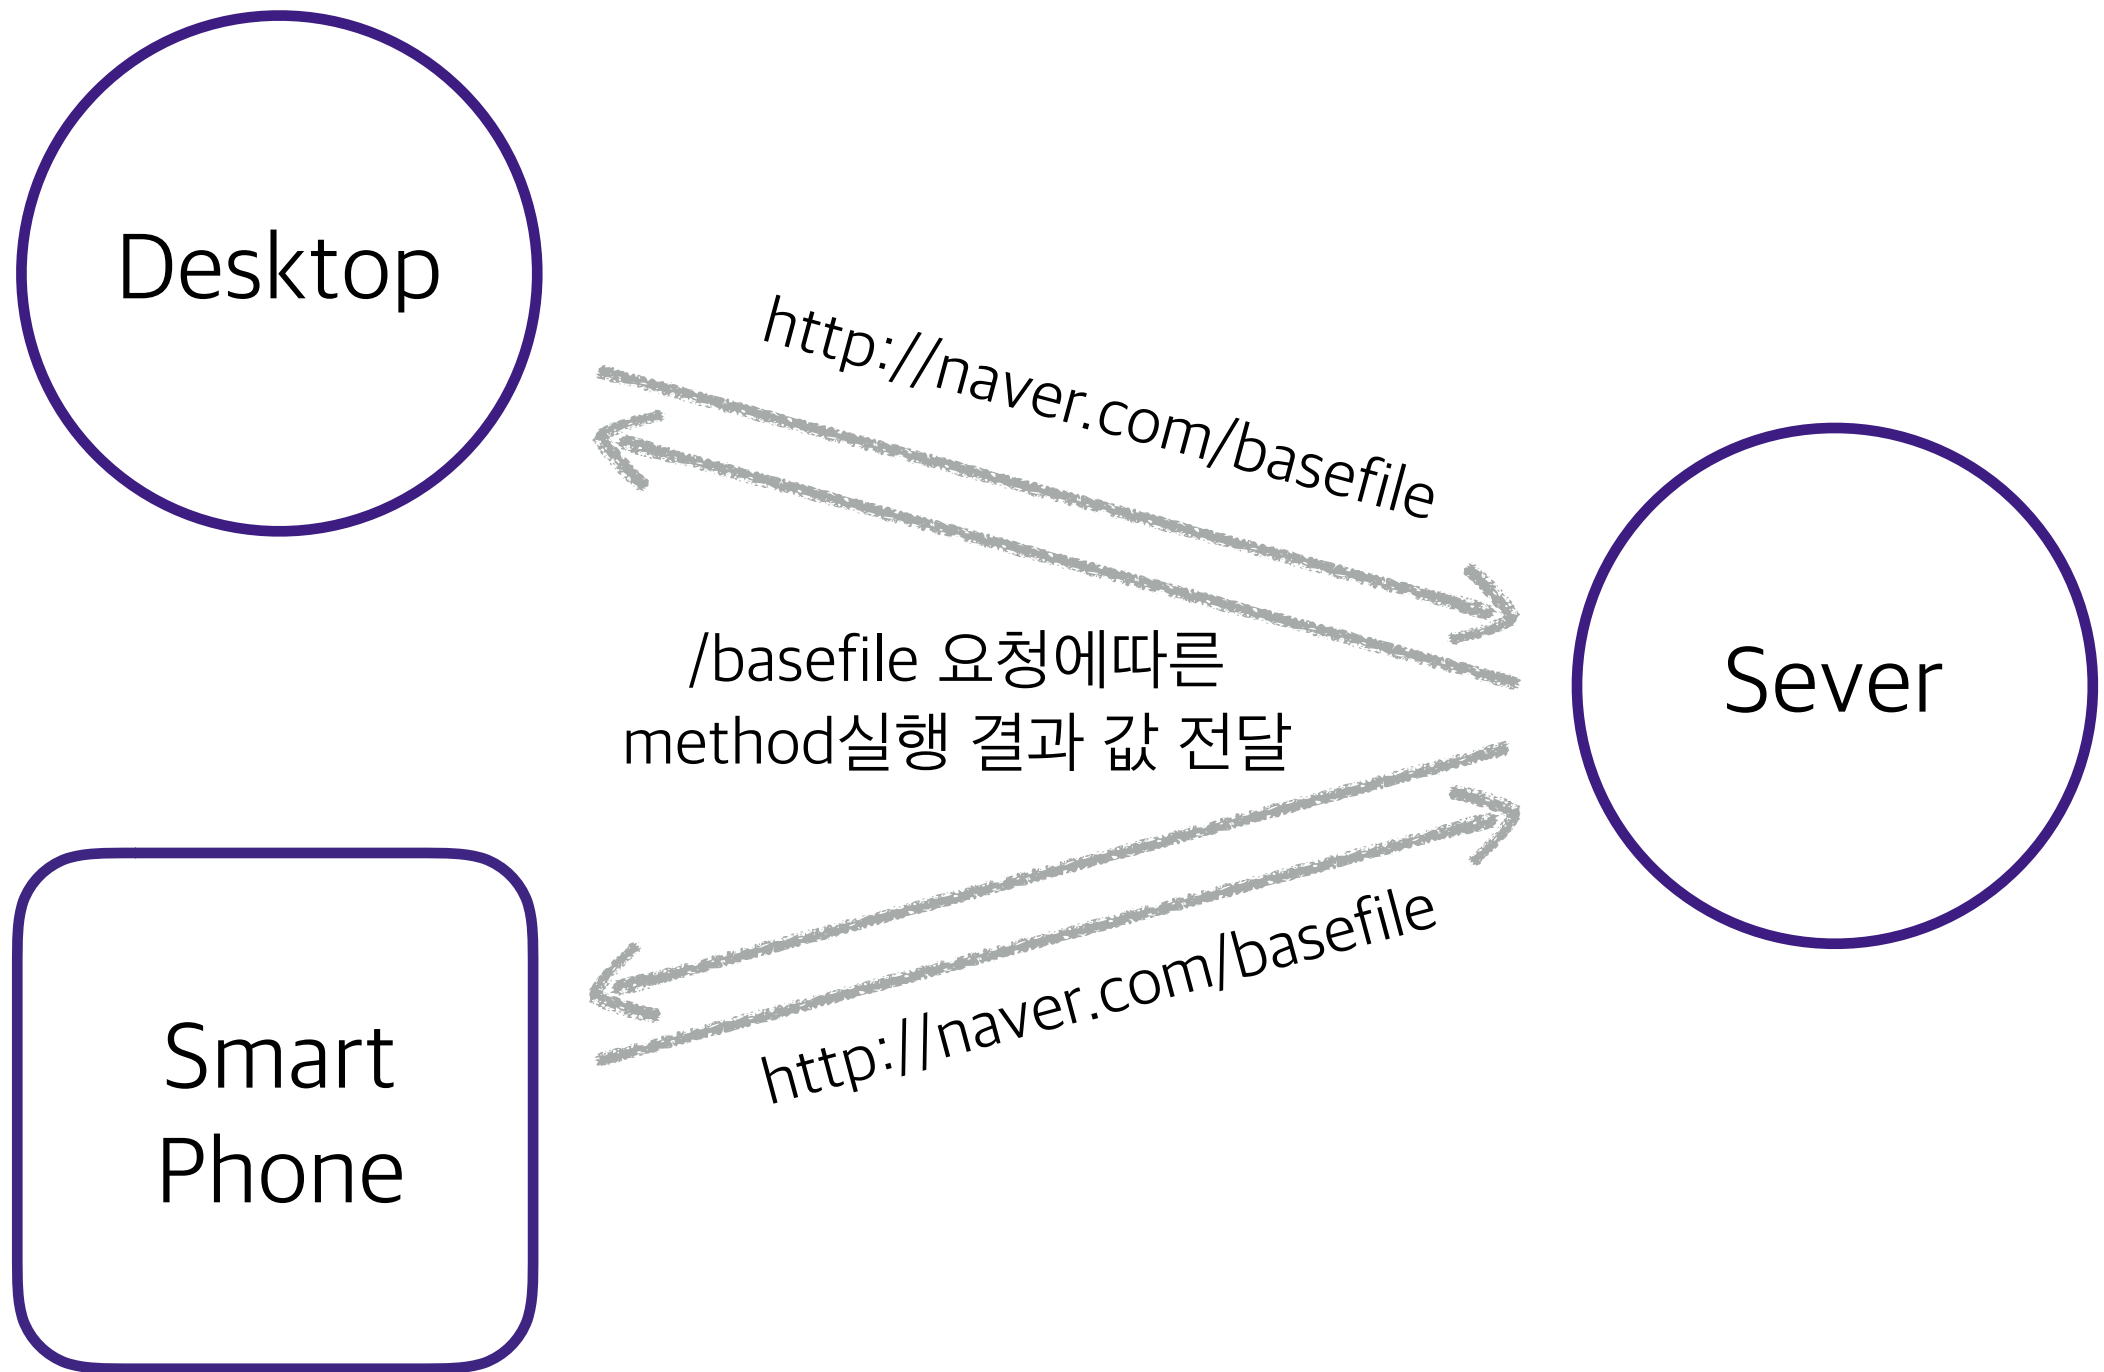 Desktop
http://naver.com/basefile
/basefile 요청에따른
method실행 결과 값 전달
Sever
Smart
Phone
http://naver.com/basefile